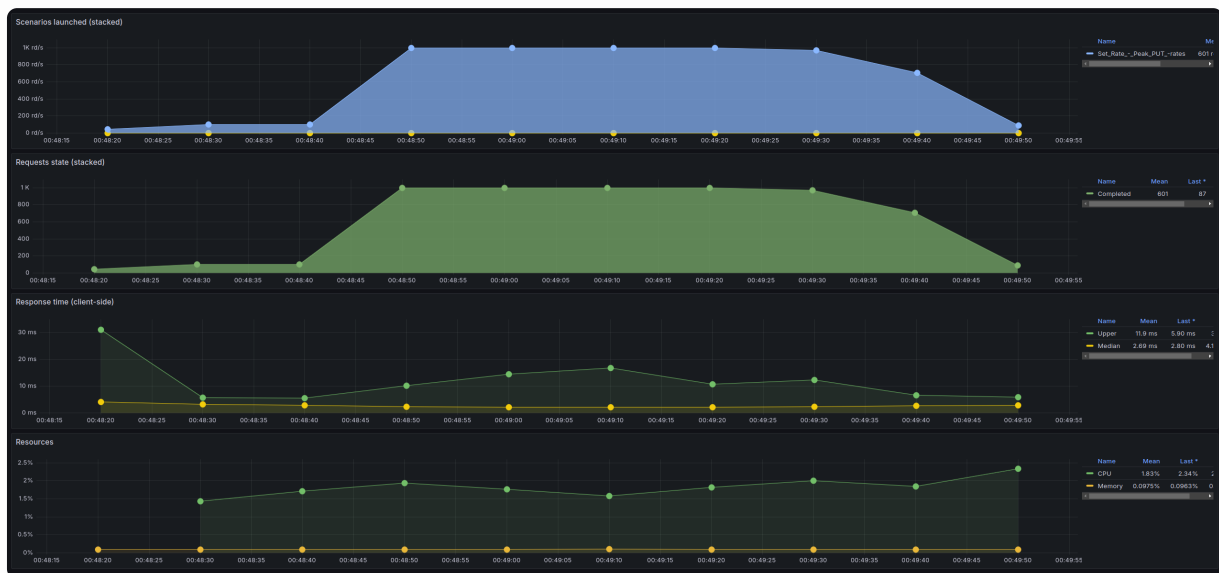 Scenarios launched (stacked)
1K rd/s
800 rd/s
600 rd/s
400 rd/s
200 rd/s
0 rd/s
00:48:15 00:48:20 00:48:25 00:48:30 00:48:35 00:48:40 00:48:45 00:48:50 00:48:55 00:49:00 00:49:05 00:49:10 00:49:15 00:49:20 00:49:25 00:49:30 00:49:35 00:49:40 00:49:45 00:49:50 00:49:55
Name
Set_Rate_-_Peak_PUT_-rates 601
Requests state (stacked)
1 K
800
600
400
200
0
00:48:15 00:48:20 00:48:25 00:48:30 00:48:35 00:48:40 00:48:45 00:48:50 00:48:55 00:49:00 00:49:05 00:49:10 00:49:15 00:49:20 00:49:25 00:49:30 00:49:35 00:49:40 00:49:45 00:49:50 00:49:55
Name Mean Last *
Completed 601 87
Response time (client-side)
30 ms
20 ms
10 ms
0 ms
00:48:15 00:48:20 00:48:25 00:48:30 00:48:35 00:48:40 00:48:45 00:48:50 00:48:55 00:49:00 00:49:05 00:49:10 00:49:15 00:49:20 00:49:25 00:49:30 00:49:35 00:49:40 00:49:45 00:49:50 00:49:55
Name Mean Last *
Upper 11.9 ms 5.90 ms
Median 2.69 ms 2.80 ms
Resources
2.5%
2%
1.5%
1%
0.5%
0%
00:48:15 00:48:20 00:48:25 00:48:30 00:48:35 00:48:40 00:48:45 00:48:50 00:48:55 00:49:00 00:49:05 00:49:10 00:49:15 00:49:20 00:49:25 00:49:30 00:49:35 00:49:40 00:49:45 00:49:50 00:49:55
Name Mean Last *
CPU 1.83% 2.34%
Memory 0.0975% 0.0963%